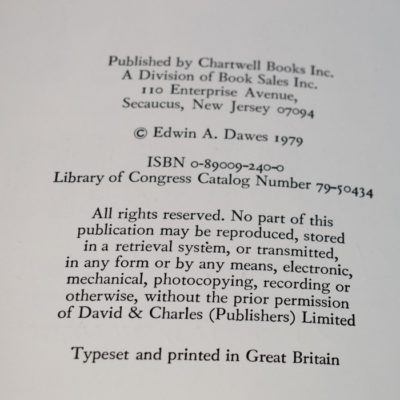 Published by Chartwell Books Inc.
A Division of Book Sales Inc.
110 Enterprise Avenue,
Secaucus, New Jersey 07094
© Edwin A. Dawes 1979
ISBN 0-89009-240-0
Library of Congress Catalog Number 79-50434
All rights reserved. No part of this
publication may be reproduced, stored
in a retrieval system, or transmitted,
in any form or by any means, electronic,
mechanical, photocopying, recording or
otherwise, without the prior permission
of David & Charles (Publishers) Limited
Typeset and printed in Great Britain